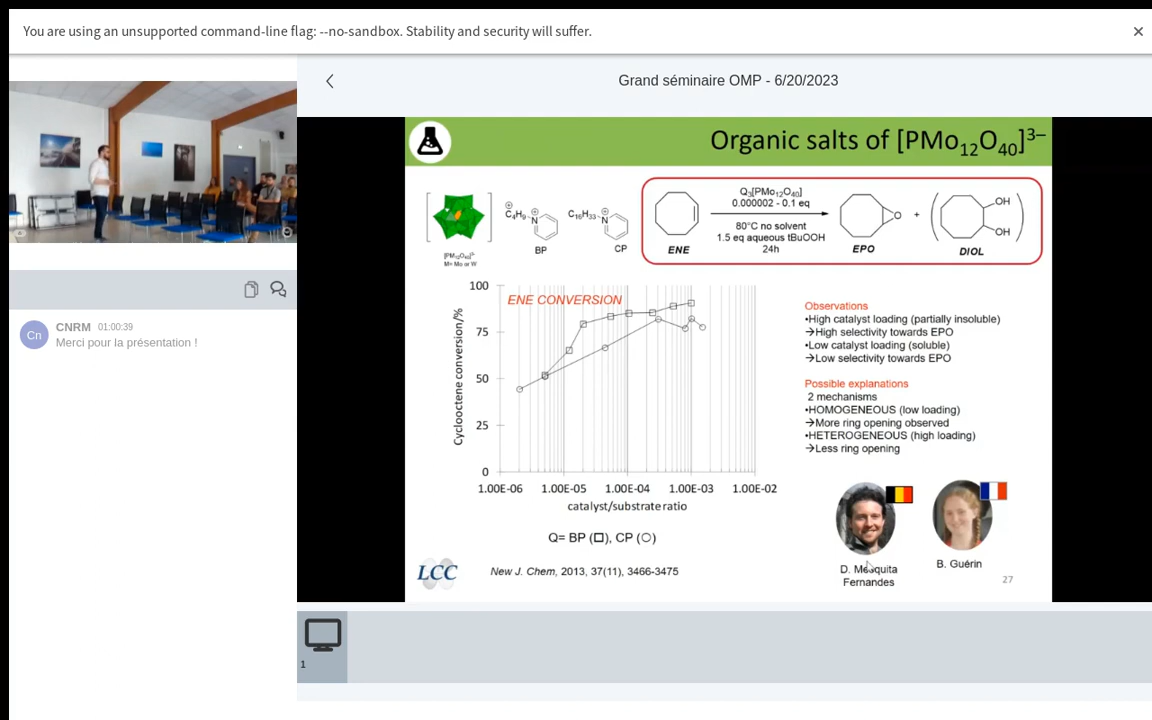 You are using an unsupported command-line flag: --no-sandbox. Stability and security will suffer.
Grand séminaire OMP - 6/20/2023
Cn
CNRM 01:00:39
Merci pour la présentation !
Organic salts of [PMo₁₂O₄₀]³⁻
[PM₁₂O₄₀]³⁻
M= Mo or W
C₄H₉
N
BP
C₁₆H₃₃
N
CP
ENE
Q₃[PMo₁₂O₄₀]
0.000002 - 0.1 eq
80°C no solvent
1.5 eq aqueous tBuOOH
24h
O
EPO
+
OH
OH
DIOL
ENE CONVERSION
Cyclooctene conversion/%
100
75
50
25
0
1.00E-06 1.00E-05 1.00E-04 1.00E-03 1.00E-02
catalyst/substrate ratio
Q= BP (□), CP (○)
Observations
•High catalyst loading (partially insoluble)
→High selectivity towards EPO
•Low catalyst loading (soluble)
→Low selectivity towards EPO
Possible explanations
2 mechanisms
•HOMOGENEOUS (low loading)
→More ring opening observed
•HETEROGENEOUS (high loading)
→Less ring opening
D. Mesquita
Fernandes
B. Guérin
LCC
New J. Chem, 2013, 37(11), 3466-3475
27
1